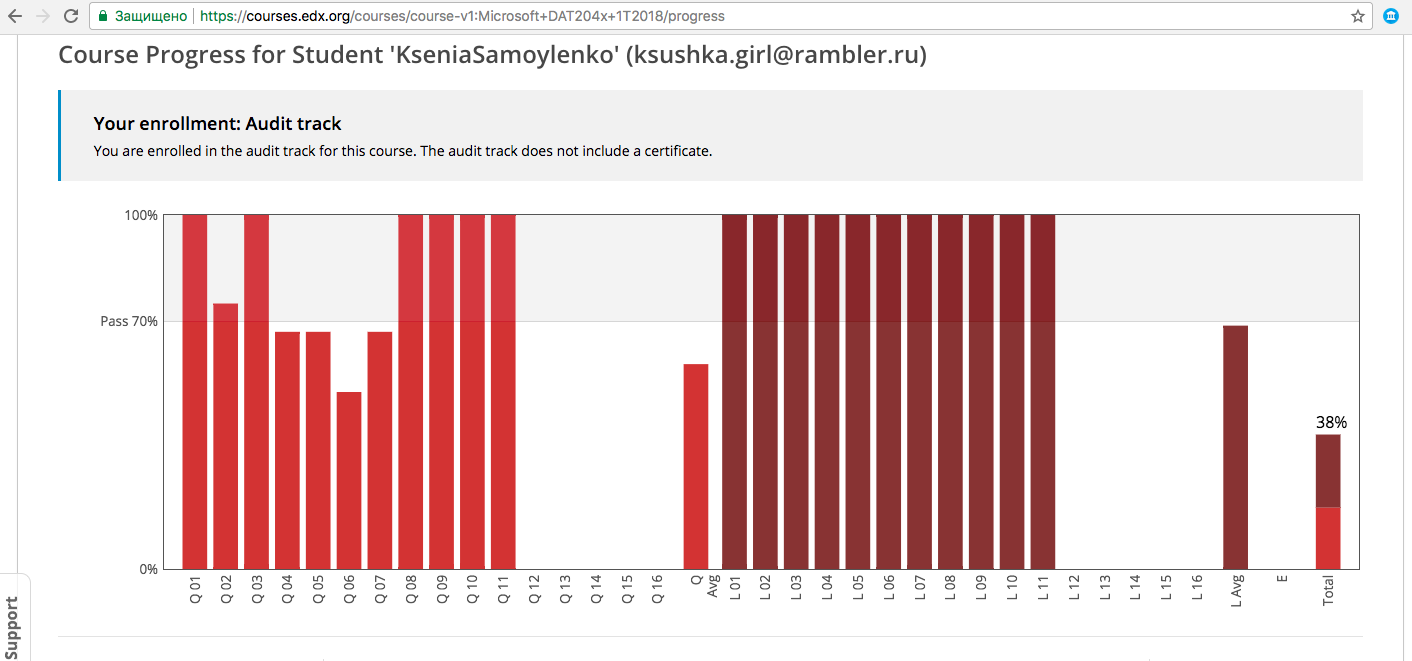 Защищено https://courses.edx.org/courses/course-v1:Microsoft+DAT204x+1T2018/progress
Course Progress for Student 'KseniaSamoylenko' (ksushka.girl@rambler.ru)
Your enrollment: Audit track
You are enrolled in the audit track for this course. The audit track does not include a certificate.
100%
Pass 70%
38%
0%
Q 01 Q 02 Q 03 Q 04 Q 05 Q 06 Q 07 Q 08 Q 09 Q 10 Q 11 Q 12 Q 13 Q 14 Q 15 Q 16 Q Avg L 01 L 02 L 03 L 04 L 05 L 06 L 07 L 08 L 09 L 10 L 11 L 12 L 13 L 14 L 15 L 16 L Avg E Total
Support